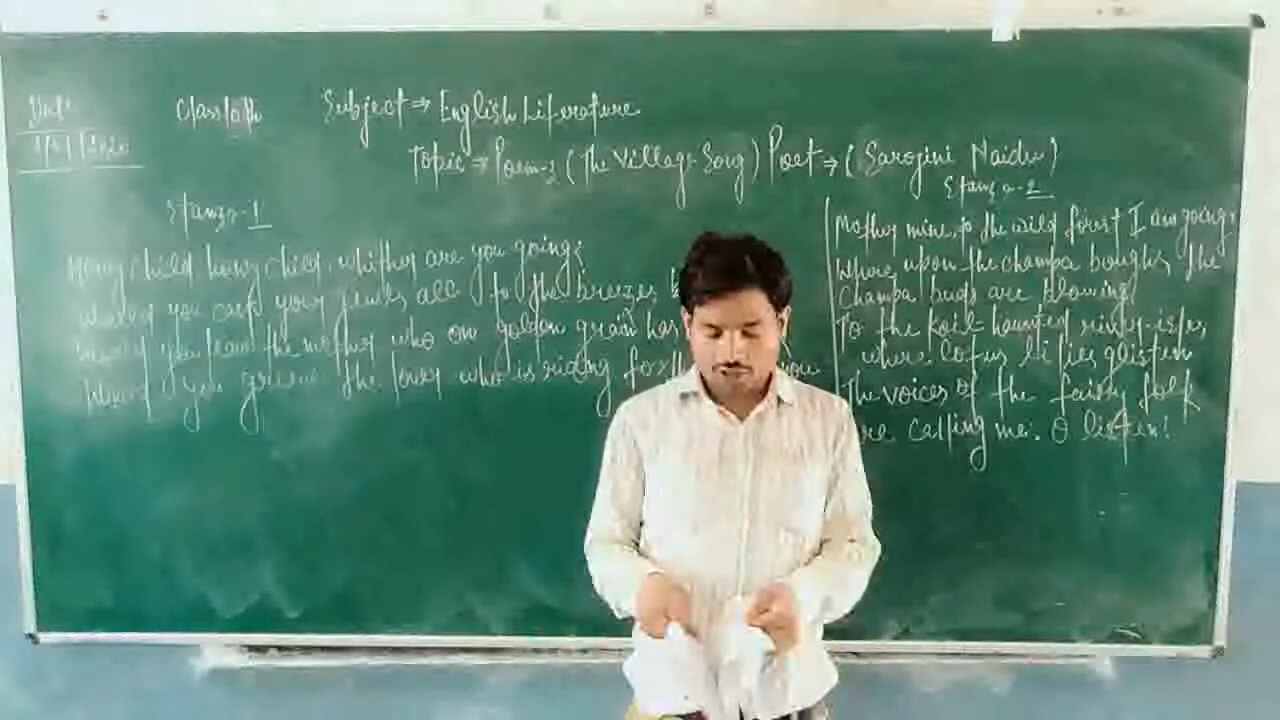 Date
Class 10th Subject ⇒ English Literature
Topic ⇒ Poem-3 (The Village Song) Poet → (Sarojini Naidu)
Stanza-1
Honey child, honey child, whither are you going?
Would you cast your jewels all to the breezes
Would you leave the mother who on golden grain has
Would you grieve the lover who is riding forth
Stanza-2
Mother mine, to the wild forest I am going,
Where upon the champa boughs the
Champa buds are blowing;
To the koil haunted river-isles
where lotus lilies glisten
The voices of the fairy folk
are calling me: O listen!